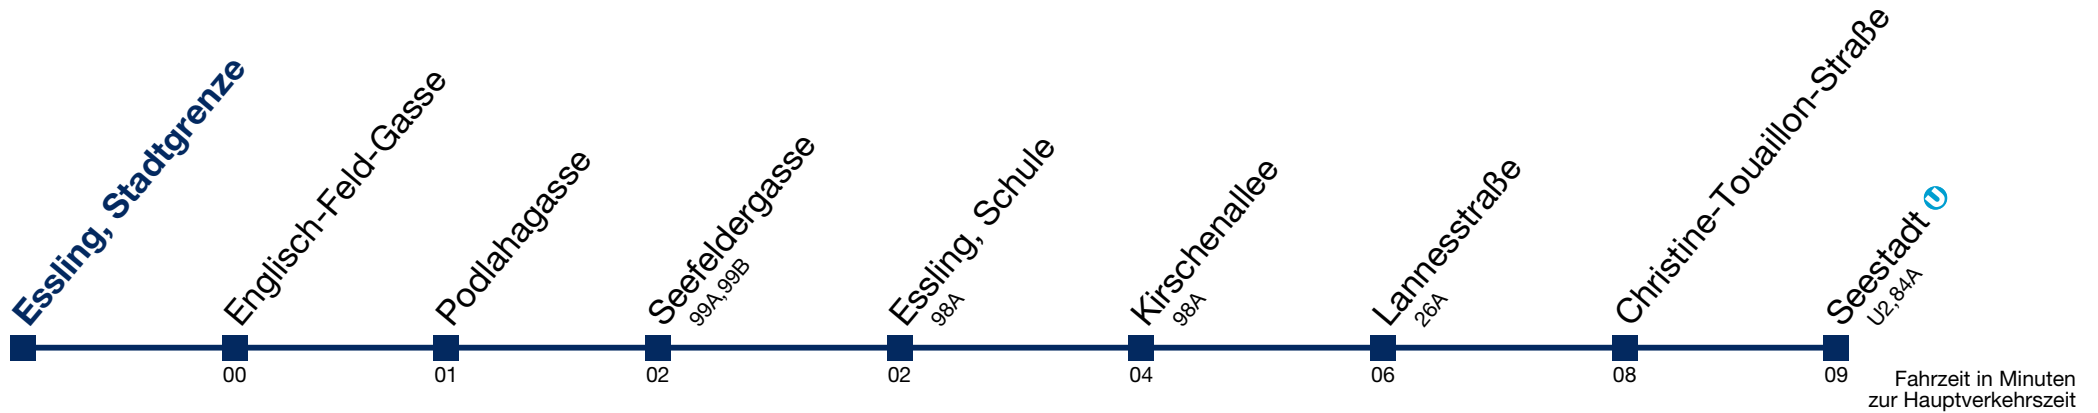 Essling, Stadtgrenze
Englisch-Feld-Gasse
Podlahagasse
Seefeldergasse
99A,99B
Essling, Schule
98A
Kirschenallee
98A
Lannesstraße
26A
Christine-Touaillon-Straße
Seestadt U
U2,84A
00
01
02
02
04
06
08
09
Fahrzeit in Minuten
zur Hauptverkehrszeit